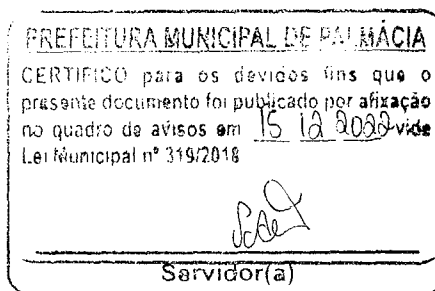 PREFEITURA MUNICIPAL DE PALMÁCIA
CERTIFICO para os devidos fins que o
presente documento foi publicado por afixação
no quadro de avisos em 15 12 2022 vide
Lei Municipal nº 319/2018
Servidor(a)